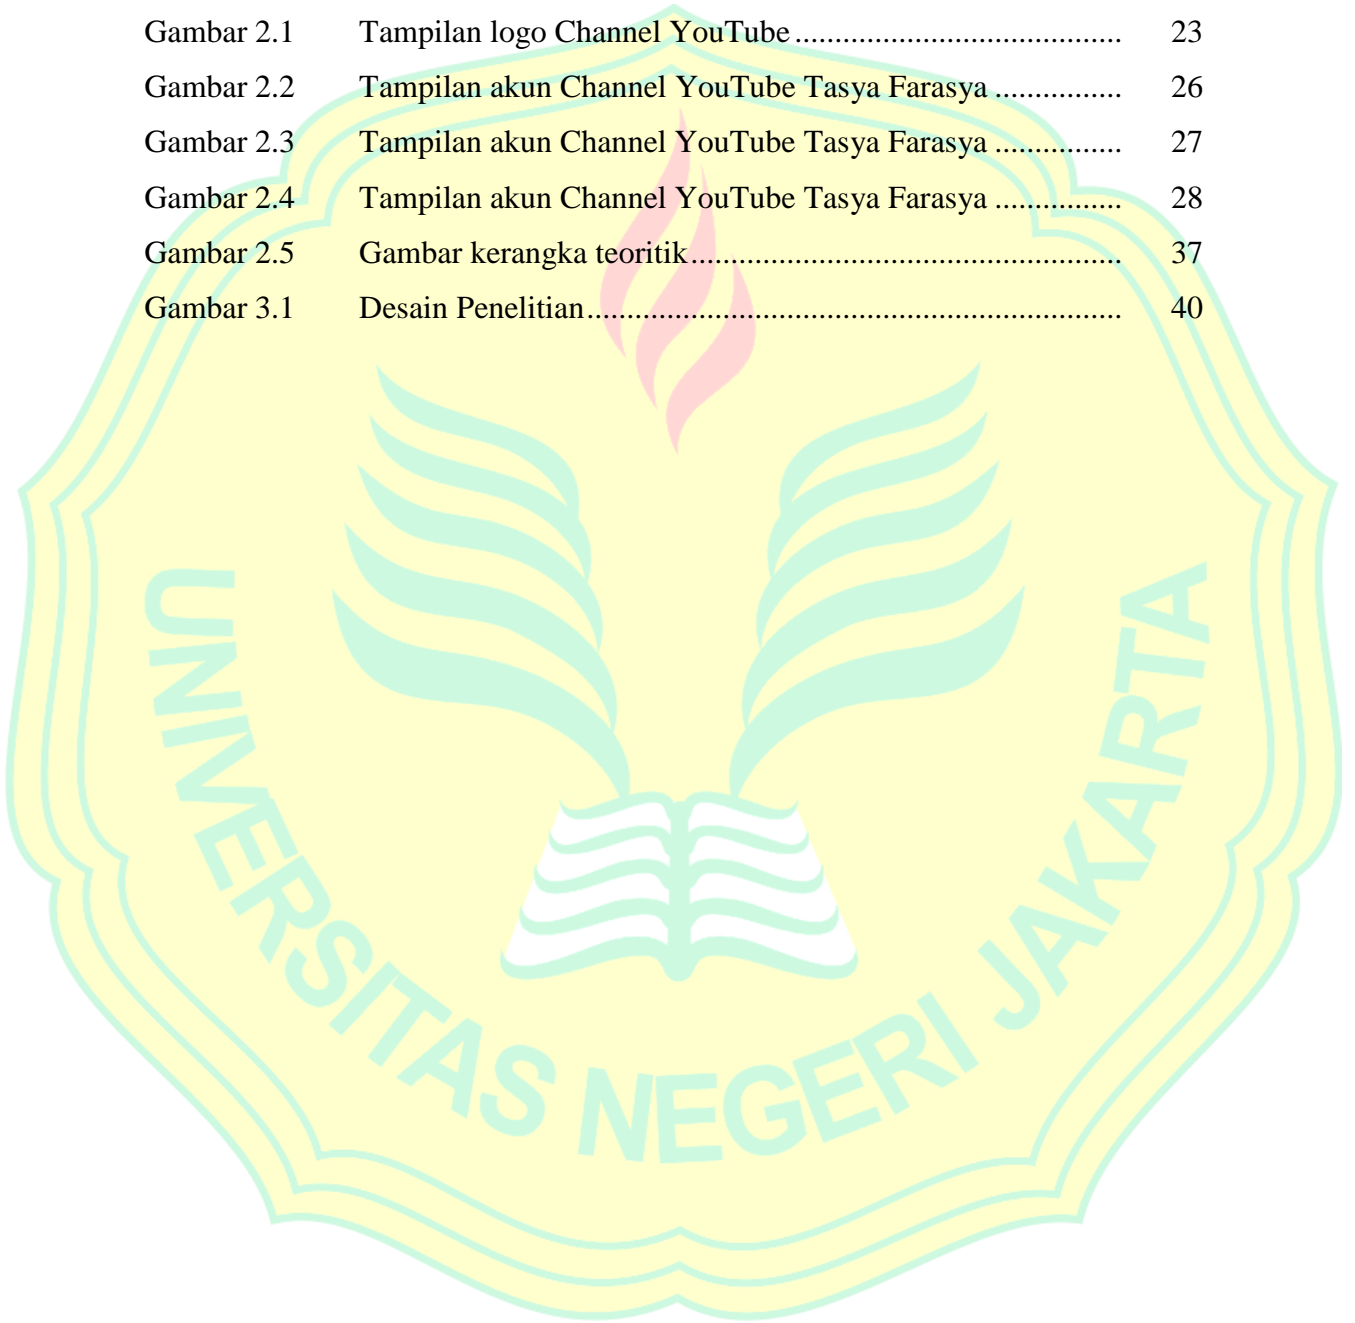 Gambar 2.1 Tampilan logo Channel YouTube ........................................ 23
Gambar 2.2 Tampilan akun Channel YouTube Tasya Farasya ................ 26
Gambar 2.3 Tampilan akun Channel YouTube Tasya Farasya ................ 27
Gambar 2.4 Tampilan akun Channel YouTube Tasya Farasya ................ 28
Gambar 2.5 Gambar kerangka teoritik..................................................... 37
Gambar 3.1 Desain Penelitian.................................................................. 40
UNIVERSITAS NEGERI JAKARTA